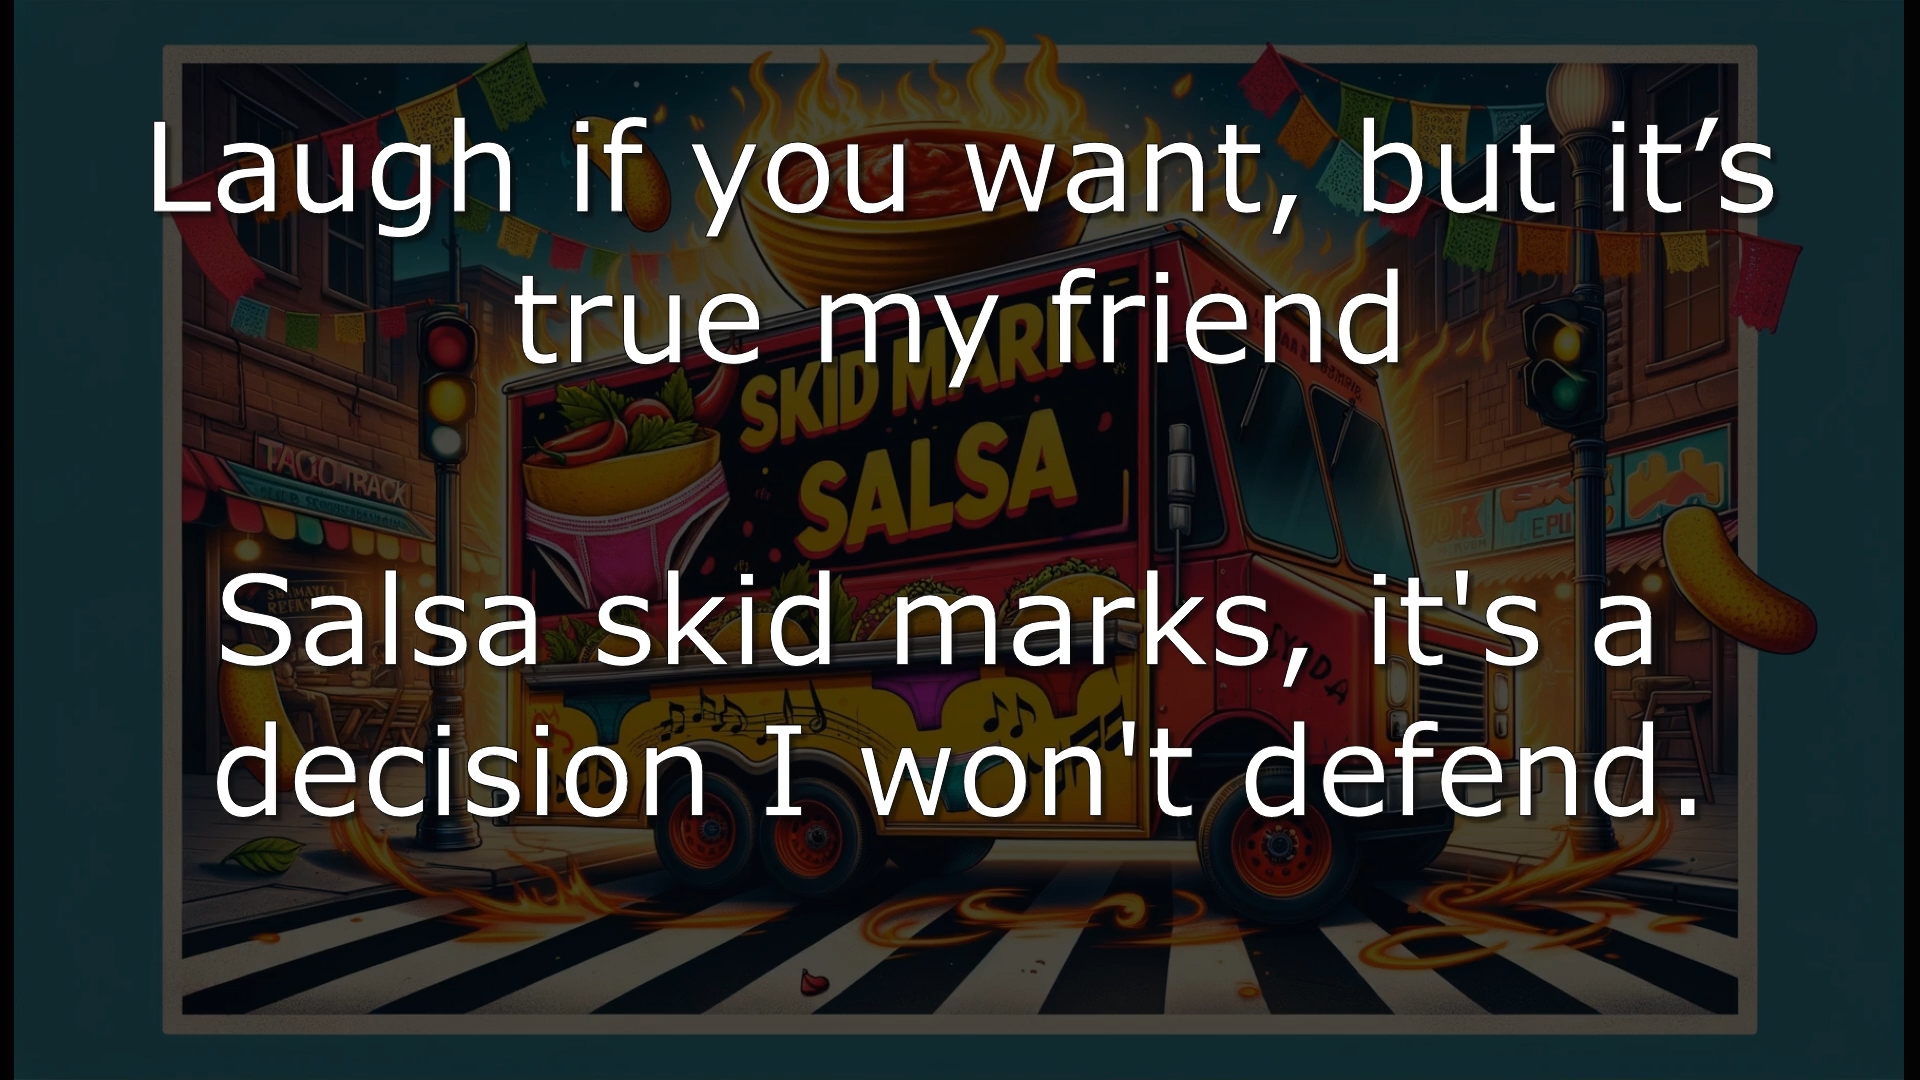 Laugh if you want, but it’s
true my friend
SKID MARK
SALSA
TACO TRACK
Salsa skid marks, it's a
decision I won't defend.